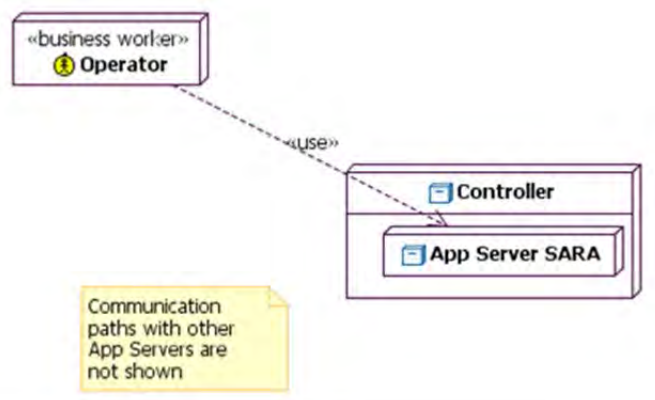 «business worker»
Operator
«use»
Controller
App Server SARA
Communication
paths with other
App Servers are
not shown